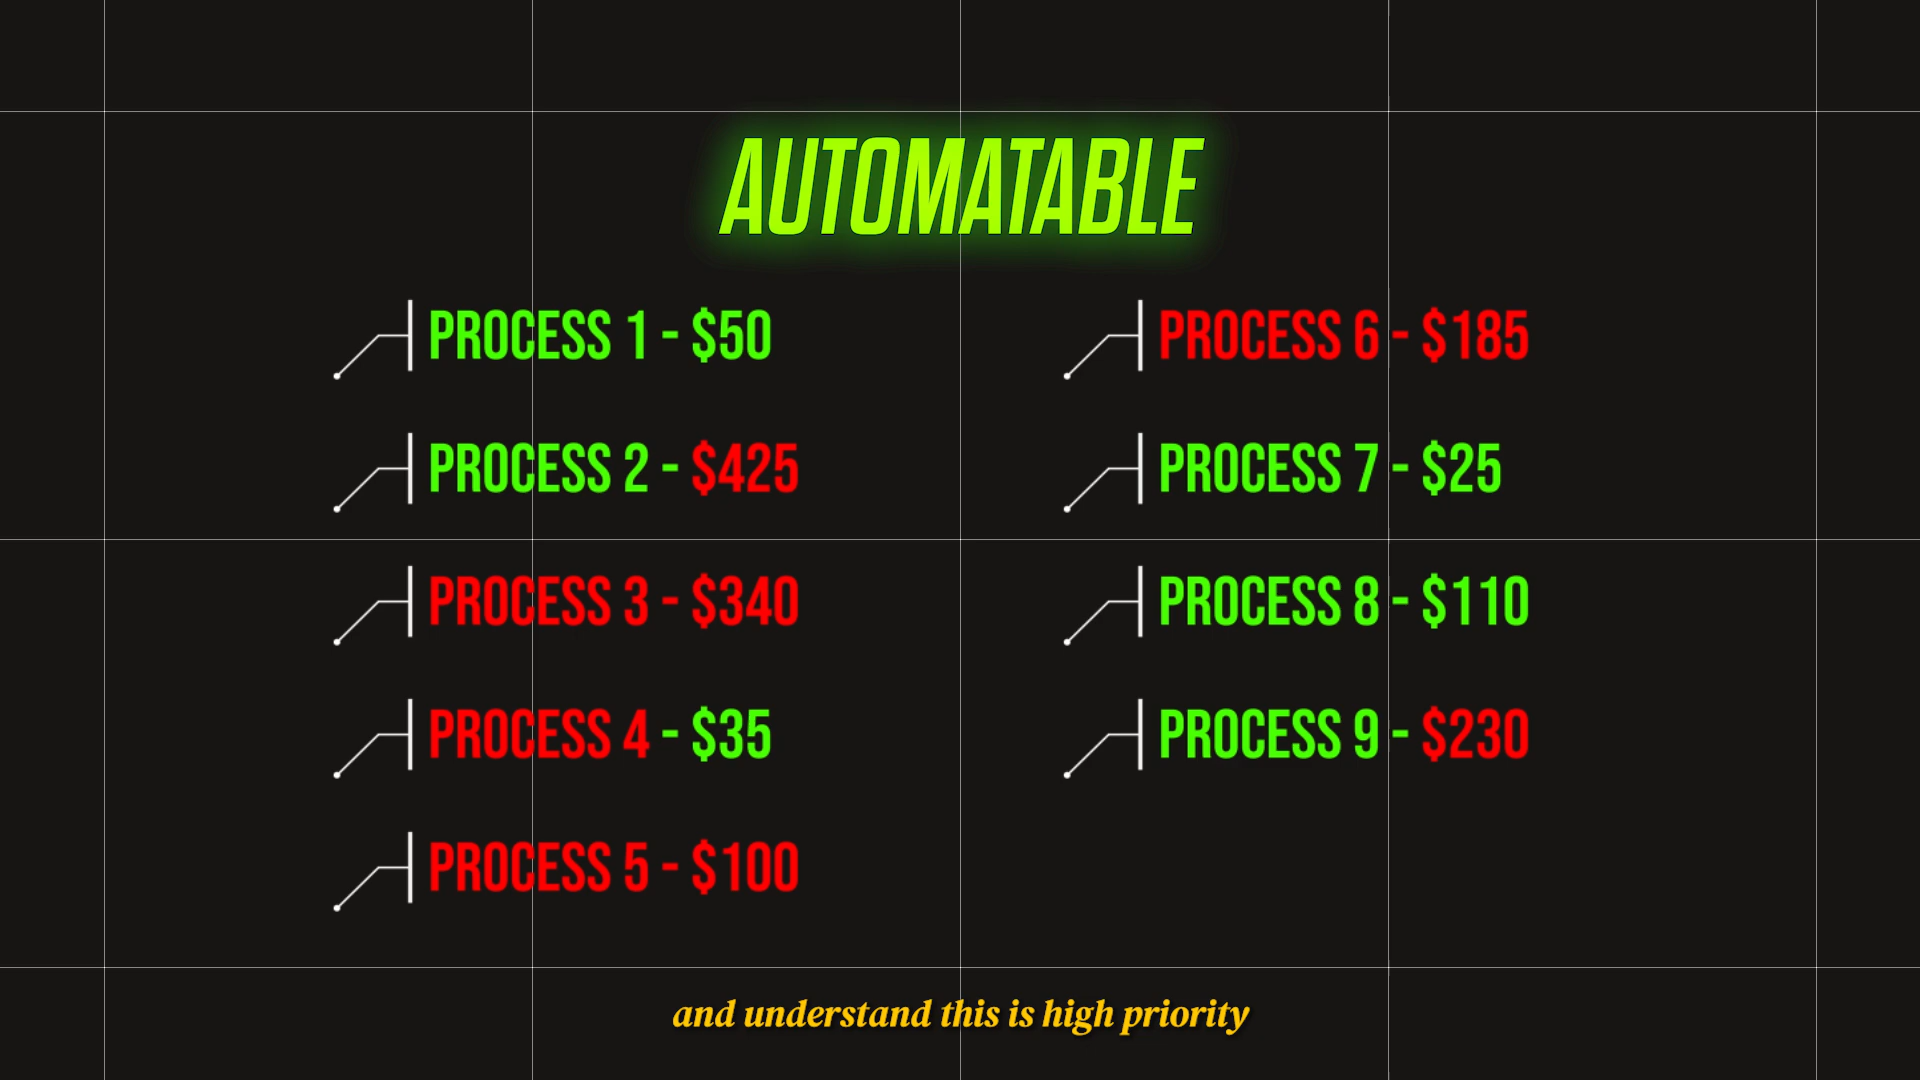 AUTOMATABLE
PROCESS 1 - $50
PROCESS 2 - $425
PROCESS 3 - $340
PROCESS 4 - $35
PROCESS 5 - $100
PROCESS 6 - $185
PROCESS 7 - $25
PROCESS 8 - $110
PROCESS 9 - $230
and understand this is high priority